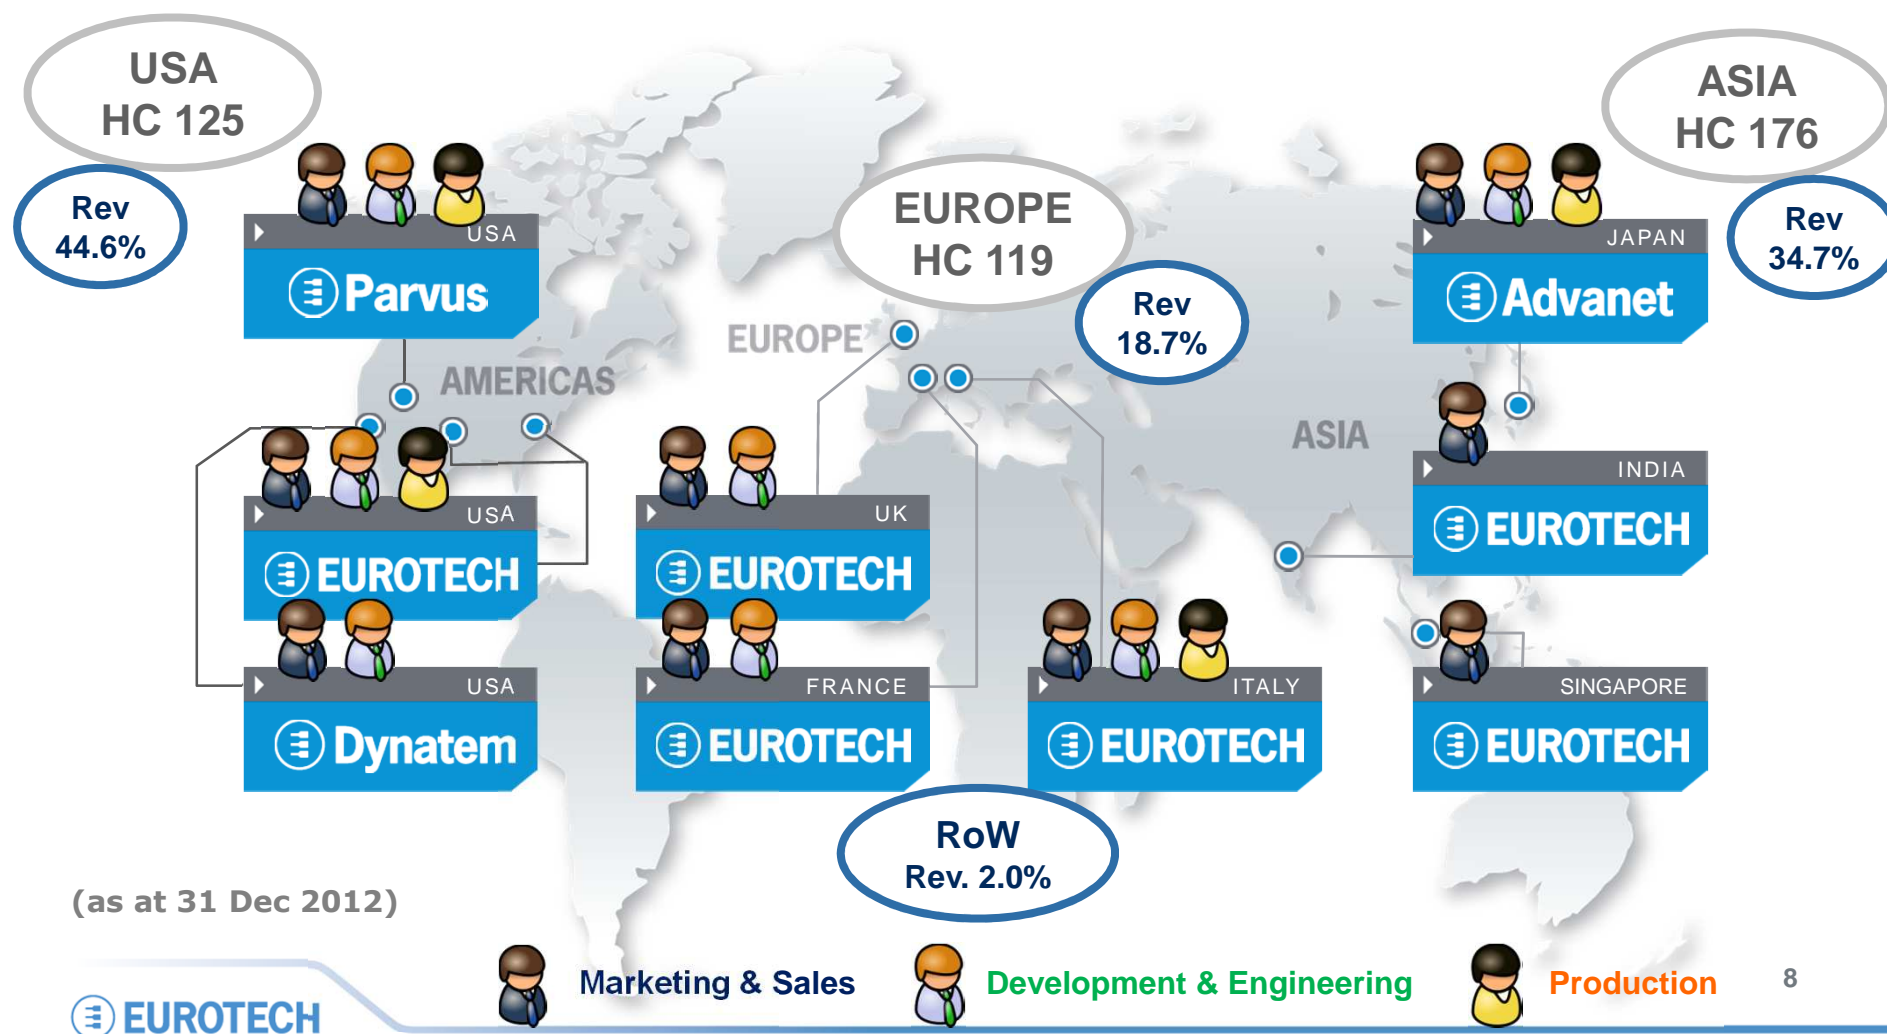 USA
HC 125
ASIA
HC 176
EUROPE
HC 119
Rev
44.6%
USA
Parvus
Rev
18.7%
JAPAN
Advanet
Rev
34.7%
EUROPE
AMERICAS
ASIA
USA
EUROTECH
UK
EUROTECH
INDIA
EUROTECH
USA
Dynatem
FRANCE
EUROTECH
ITALY
EUROTECH
SINGAPORE
EUROTECH
RoW
Rev. 2.0%
(as at 31 Dec 2012)
Marketing & Sales
Development & Engineering
Production
8
EUROTECH